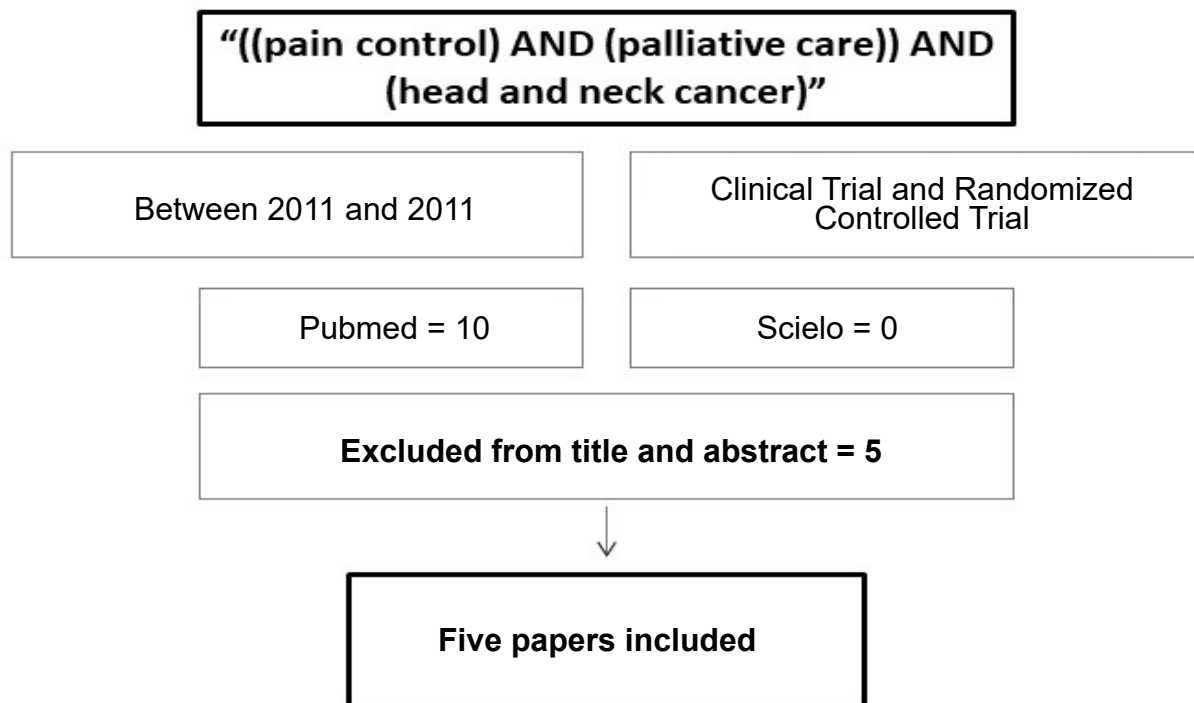 “((pain control) AND (palliative care)) AND
(head and neck cancer)”
Between 2011 and 2011
Clinical Trial and Randomized
Controlled Trial
Pubmed = 10
Scielo = 0
Excluded from title and abstract = 5
Five papers included